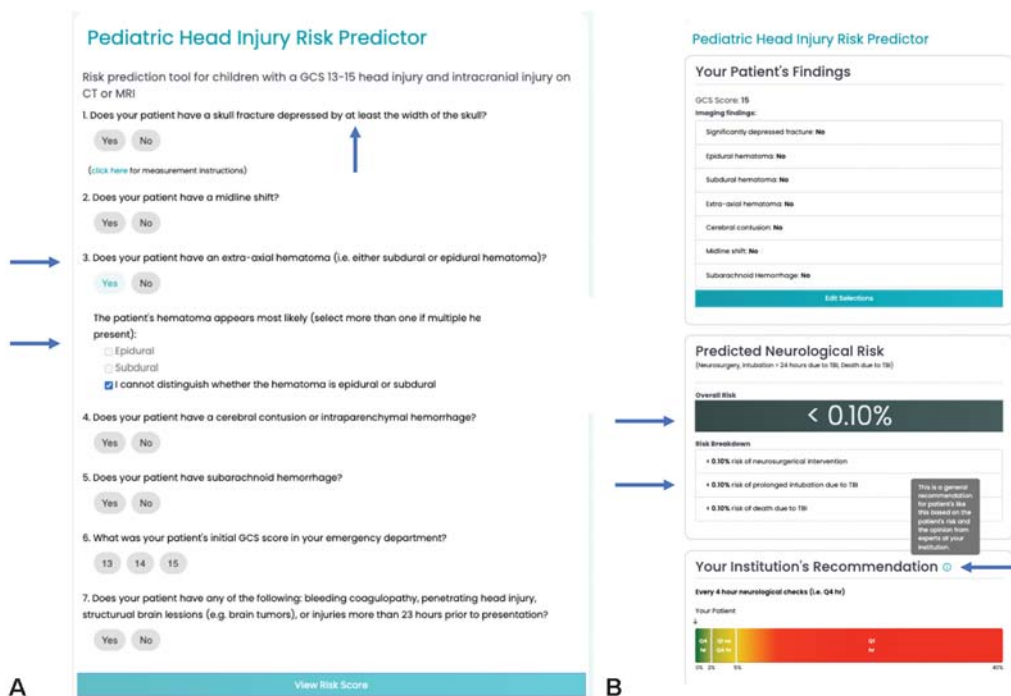 Pediatric Head Injury Risk Predictor
Risk prediction tool for children with a GCS 13-15 head injury and intracranial injury on
CT or MRI
1. Does your patient have a skull fracture depressed by at least the width of the skull?
Yes No
(click here for measurement instructions)
2. Does your patient have a midline shift?
Yes No
3. Does your patient have an extra-axial hematoma (i.e. either subdural or epidural hematoma)?
Yes No
The patient's hematoma appears most likely (select more than one if multiple he
present):
Epidural
Subdural
I cannot distinguish whether the hematoma is epidural or subdural
4. Does your patient have a cerebral contusion or intraparenchymal hemorrhage?
Yes No
5. Does your patient have subarachnoid hemorrhage?
Yes No
6. What was your patient's initial GCS score in your emergency department?
13 14 15
7. Does your patient have any of the following: bleeding coagulopathy, penetrating head injury,
structurual brain lessions (e.g. brain tumors), or injuries more than 23 hours prior to presentation?
Yes No
View Risk Score
A
Pediatric Head Injury Risk Predictor
Your Patient's Findings
GCS Score: 15
Imaging findings:
Significantly depressed fracture: No
Epidural hematoma: No
Subdural hematoma: No
Extra-axial hematoma: No
Cerebral contusion: No
Midline shift: No
Subarachnoid Hemorrhage: No
Edit Selections
Predicted Neurological Risk
(Neurosurgery, Intubation > 24 hours due to TBI, Death due to TBI)
Overall Risk
< 0.10%
Risk Breakdown
< 0.10% risk of neurosurgerical intervention
< 0.10% risk of prolonged intubation due to TBI
< 0.10% risk of death due to TBI
This is a general
recommendation
for patient's like
this based on the
patient's risk and
the opinion from
experts at your
institution.
Your Institution's Recommendation
Every 4 hour neurological checks (i.e. Q4 hr)
Your Patient
Q4 Q1
hr hr
0% 2% 5% 40%
B